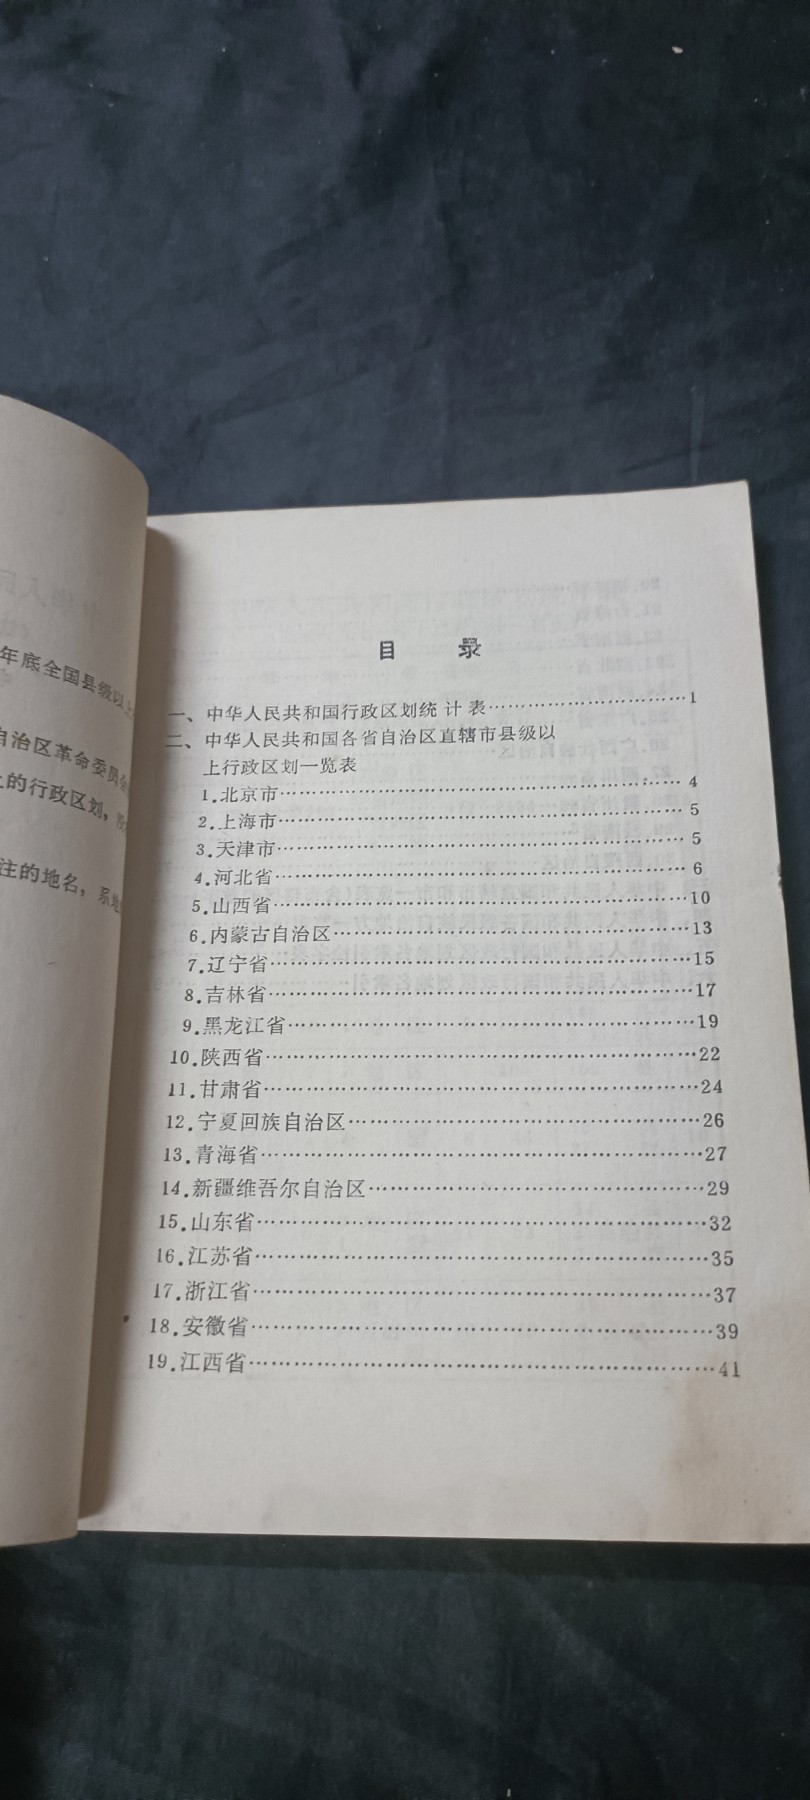 年底全国县级以上
自治区革命委员会
上的行政区划,
注的地名,系地
目 录
一、中华人民共和国行政区划统计表……………………1
二、中华人民共和国各省自治区直辖市县级以
上行政区划一览表
1.北京市……………………………………4
2.上海市……………………………………5
3.天津市……………………………………5
4.河北省……………………………………6
5.山西省……………………………………10
6.内蒙古自治区……………………………13
7.辽宁省……………………………………15
8.吉林省……………………………………17
9.黑龙江省…………………………………19
10.陕西省……………………………………22
11.甘肃省……………………………………24
12.宁夏回族自治区…………………………26
13.青海省……………………………………27
14.新疆维吾尔自治区………………………29
15.山东省……………………………………32
16.江苏省……………………………………35
17.浙江省……………………………………37
18.安徽省……………………………………39
19.江西省……………………………………41